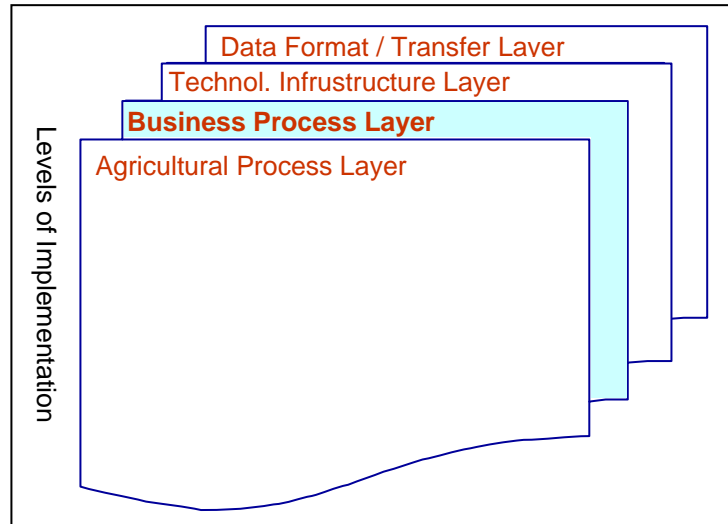 Data Format / Transfer Layer
Technol. Infrustructure Layer
Business Process Layer
Agricultural Process Layer
Levels of Implementation